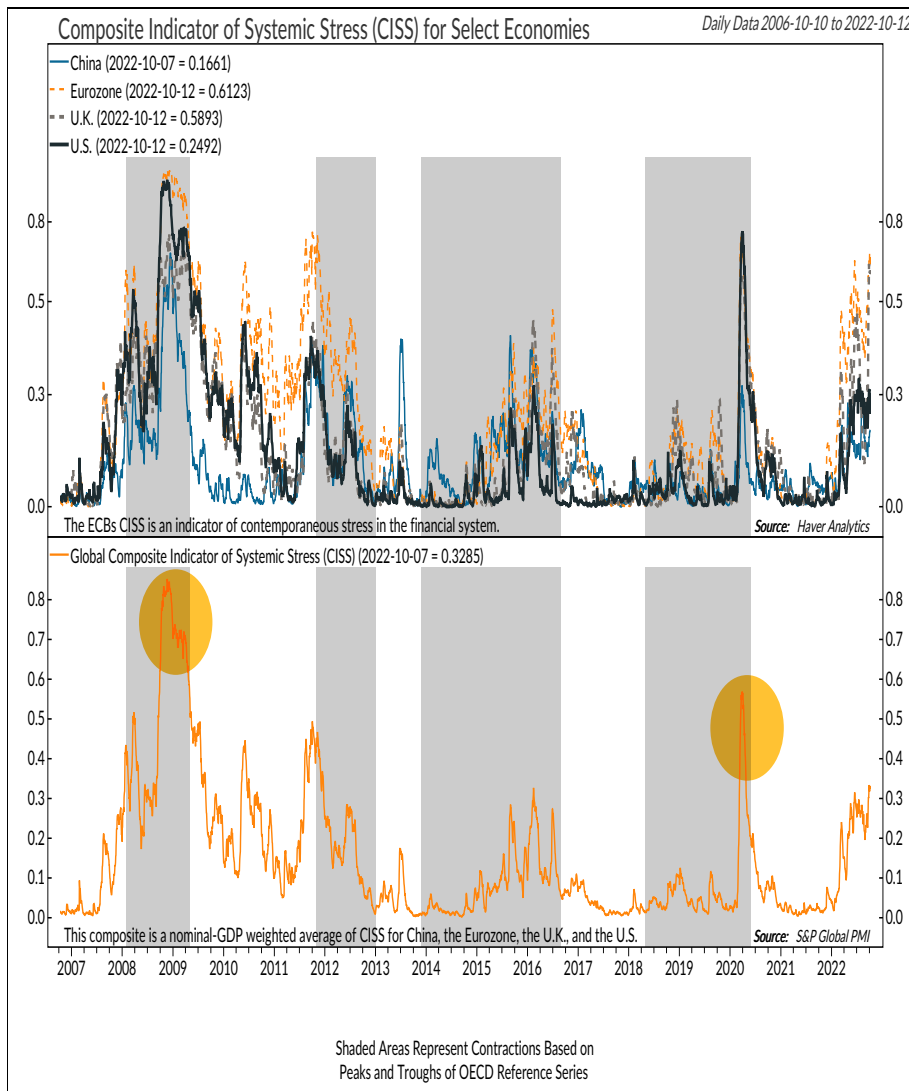 Composite Indicator of Systemic Stress (CISS) for Select Economies
Daily Data 2006-10-10 to 2022-10-12
China (2022-10-07 = 0.1661)
Eurozone (2022-10-12 = 0.6123)
U.K. (2022-10-12 = 0.5893)
U.S. (2022-10-12 = 0.2492)
0.8 0.8
0.5 0.5
0.3 0.3
0.0 0.0
The ECBs CISS is an indicator of contemporaneous stress in the financial system.
Source: Haver Analytics
Global Composite Indicator of Systemic Stress (CISS) (2022-10-07 = 0.3285)
0.8 0.8
0.7 0.7
0.6 0.6
0.5 0.5
0.4 0.4
0.3 0.3
0.2 0.2
0.1 0.1
0.0 0.0
This composite is a nominal-GDP weighted average of CISS for China, the Eurozone, the U.K., and the U.S.
Source: S&P Global PMI
2007 2008 2009 2010 2011 2012 2013 2014 2015 2016 2017 2018 2019 2020 2021 2022
Shaded Areas Represent Contractions Based on
Peaks and Troughs of OECD Reference Series